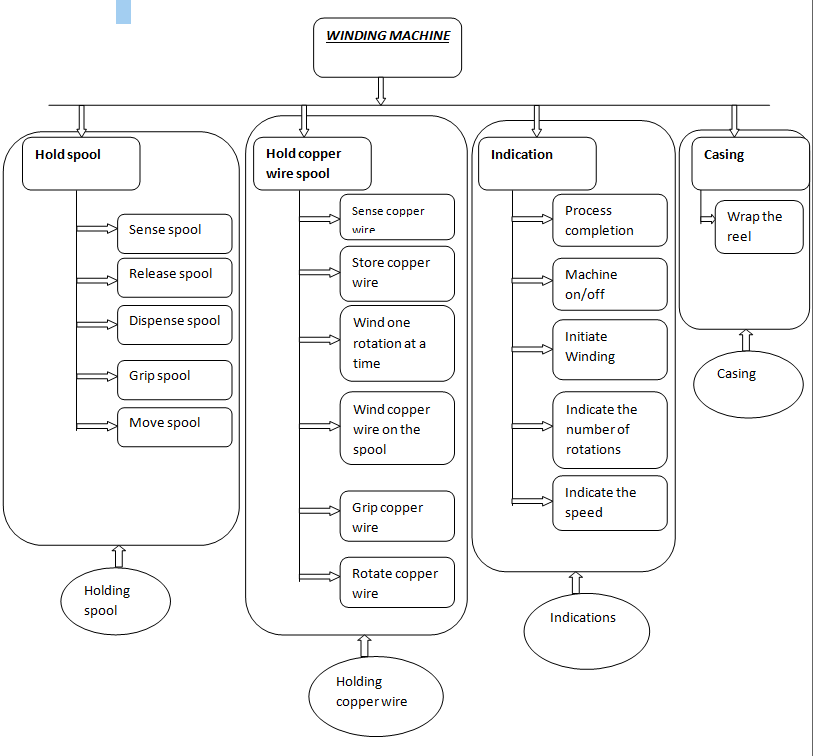 WINDING MACHINE
Hold spool
Sense spool
Release spool
Dispense spool
Grip spool
Move spool
Holding
spool
Hold copper
wire spool
Sense copper
wire
Store copper
wire
Wind one
rotation at a
time
Wind copper
wire on the
spool
Grip copper
wire
Rotate copper
wire
Holding
copper wire
Indication
Process
completion
Machine
on/off
Initiate
Winding
Indicate the
number of
rotations
Indicate the
speed
Indications
Casing
Wrap the
reel
Casing